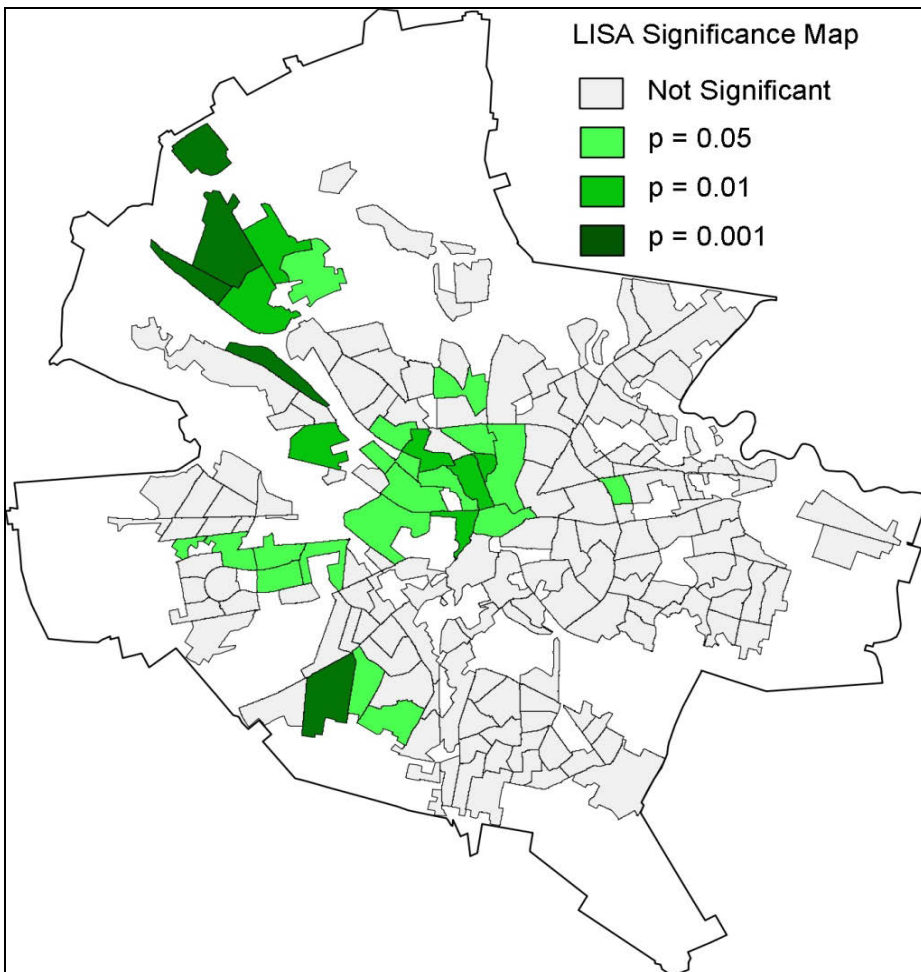 LISA Significance Map
Not Significant
p = 0.05
p = 0.01
p = 0.001